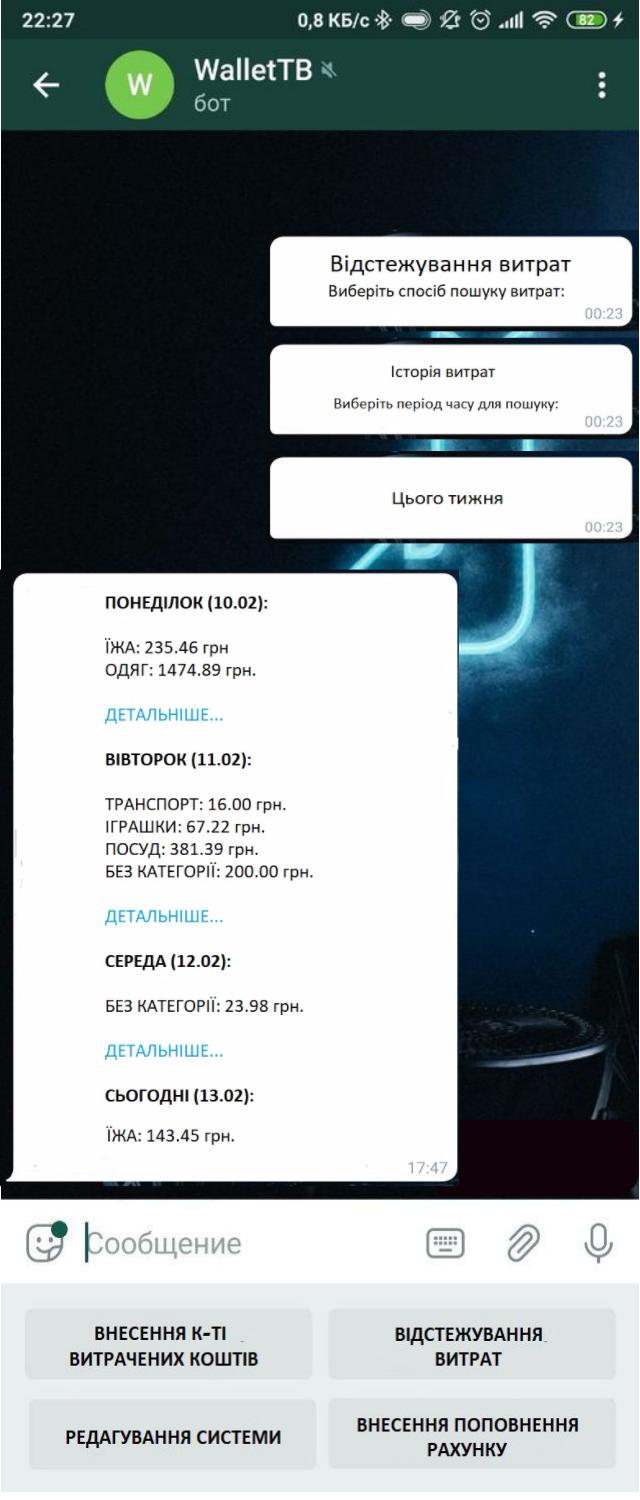 22:27
0,8 КБ/с
82
W
WalletTB
бот
Відстежування витрат
Виберіть спосіб пошуку витрат:
00:23
Історія витрат
Виберіть період часу для пошуку:
00:23
Цього тижня
00:23
ПОНЕДІЛОК (10.02):
ЇЖА: 235.46 грн
ОДЯГ: 1474.89 грн.
ДЕТАЛЬНІШЕ...
ВІВТОРОК (11.02):
ТРАНСПОРТ: 16.00 грн.
ІГРАШКИ: 67.22 грн.
ПОСУД: 381.39 грн.
БЕЗ КАТЕГОРІЇ: 200.00 грн.
ДЕТАЛЬНІШЕ...
СЕРЕДА (12.02):
БЕЗ КАТЕГОРІЇ: 23.98 грн.
ДЕТАЛЬНІШЕ...
СЬОГОДНІ (13.02):
ЇЖА: 143.45 грн.
17:47
Сообщение
ВНЕСЕННЯ К-ТІ
ВИТРАЧЕНИХ КОШТІВ
ВІДСТЕЖУВАННЯ
ВИТРАТ
РЕДАГУВАННЯ СИСТЕМИ
ВНЕСЕННЯ ПОПОВНЕННЯ
РАХУНКУ